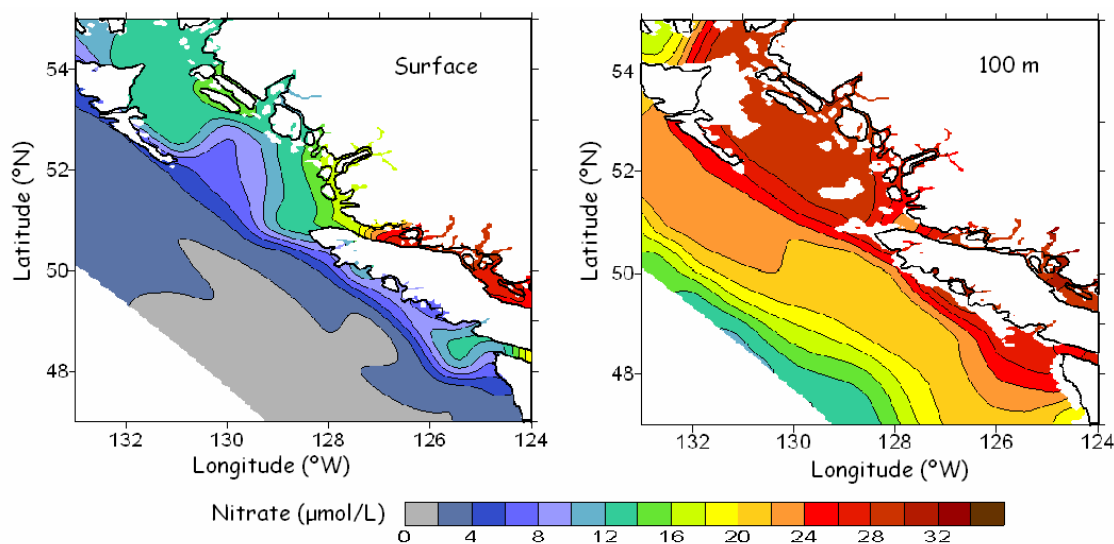 Surface
100 m
54
52
50
48
Latitude (°N)
132 130 128 126 124
Longitude (°W)
54
52
50
48
Latitude (°N)
132 130 128 126 124
Longitude (°W)
Nitrate (μmol/L)
0 4 8 12 16 20 24 28 32